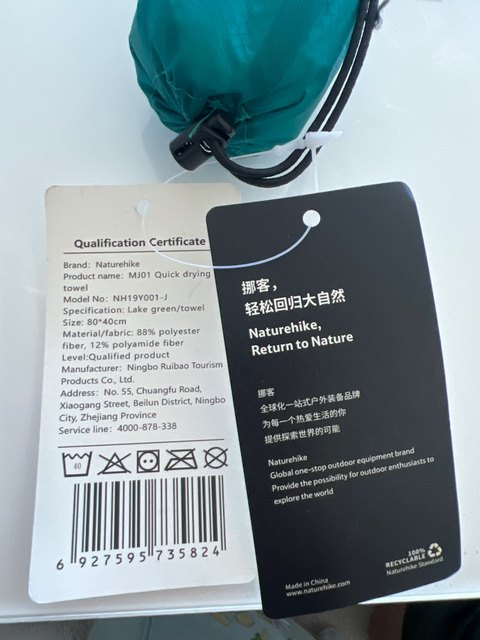 Qualification Certificate
Brand: Naturehike
Product name: MJ01 Quick drying
towel
Model No: NH19Y001-J
Specification: Lake green/towel
Size: 80*40cm
Material/fabric: 88% polyester
fiber, 12% polyamide fiber
Level:Qualified product
Manufacturer: Ningbo Ruibao Tourism
Products Co., Ltd.
Address: No. 55, Chuangfu Road,
Xiaogang Street, Beilun District, Ningbo
City, Zhejiang Province
Service line: 4000-878-338
40
6 927595 735824
挪客，
轻松回归大自然
Naturehike,
Return to Nature
挪客
全球化一站式户外装备品牌
为每一个热爱生活的你
提供探索世界的可能
Naturehike
Global one-stop outdoor equipment brand
Provide the possibility for outdoor enthusiasts to
explore the world
100%
RECYCLABLE
Naturehike Standard
Made in China
www.naturehike.com